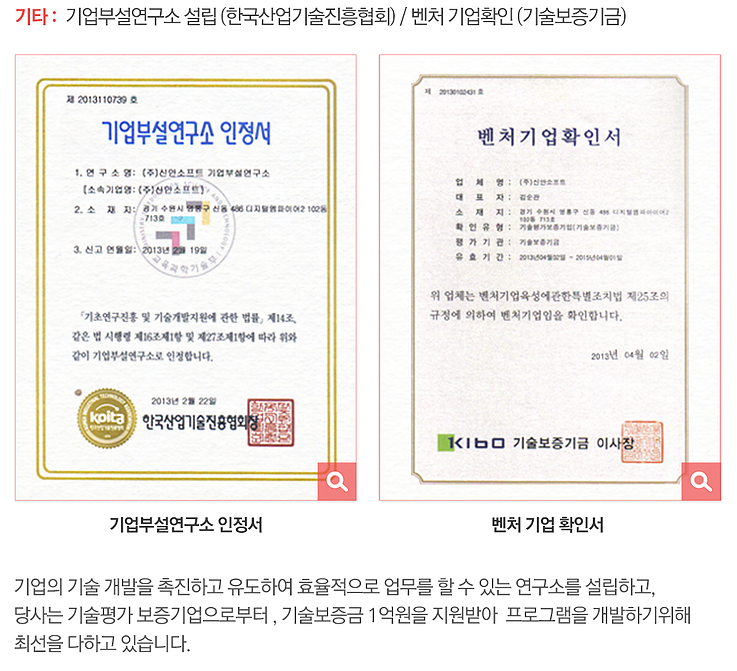 기타 : 기업부설연구소 설립 (한국산업기술진흥협회) / 벤처 기업확인 (기술보증기금)
제 2013110739 호
기업부설연구소 인정서
1. 연 구 소 명: (주)신안소프트 기업부설연구소
[소속기업명: (주)신안소프트]
2. 소 재 지: 경기 수원시 영통구 신동 486 디지털엠파이어2 102동
713호
3. 신고 연월일: 2013년 2월 19일
교육과학기술부
「기초연구진흥 및 기술개발지원에 관한 법률」 제14조,
같은 법 시행령 제16조제1항 및 제27조제1항에 따라 위와
같이 기업부설연구소로 인정합니다.
2013년 2월 22일
koita
한국산업기술진흥협회장
기업부설연구소 인정서
제 20130102431 호
벤처기업확인서
업 체 명 : (주)신안소프트
대 표 자 : 김순관
소 재 지 : 경기 수원시 영통구 신동 486 디지털엠파이어2
102동 713호
확 인 유 형 : 기술평가보증기업(기술보증기금)
평 가 기 관 : 기술보증기금
유 효 기 간 : 2013년04월02일 ~ 2015년04월01일
위 업체는 벤처기업육성에관한특별조치법 제25조의
규정에 의하여 벤처기업임을 확인합니다.
2013년 04월 02일
KIBO 기술보증기금 이사장
벤처 기업 확인서
기업의 기술 개발을 촉진하고 유도하여 효율적으로 업무를 할 수 있는 연구소를 설립하고,
당사는 기술평가 보증기업으로부터 , 기술보증금 1억원을 지원받아 프로그램을 개발하기위해
최선을 다하고 있습니다.